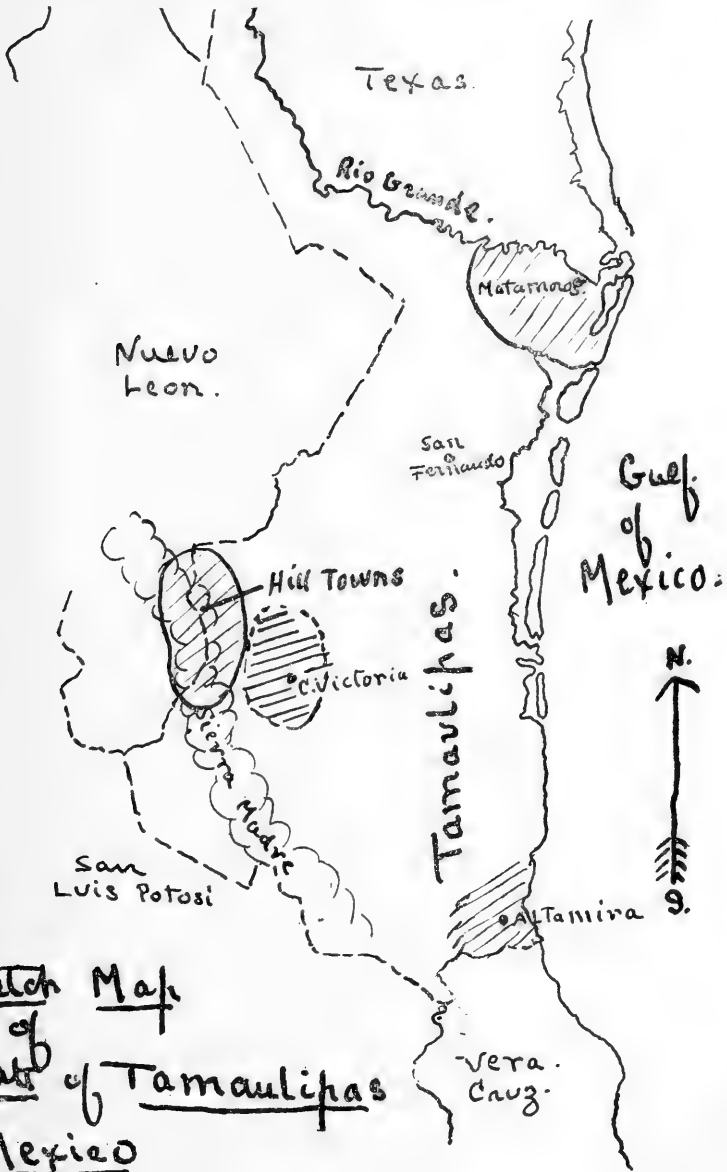 Texas.
Rio Grande.
Matamoros.
Nuevo
Leon.
San
Fernando
Gulf.
of
Mexico.
Hill Towns
C. Victoria
Tamaulipas.
N.
Sierra Madre
San
Luis Potosi
Altamira
S.
Map
of
of Tamaulipas
Mexico
Vera.
Cruz.